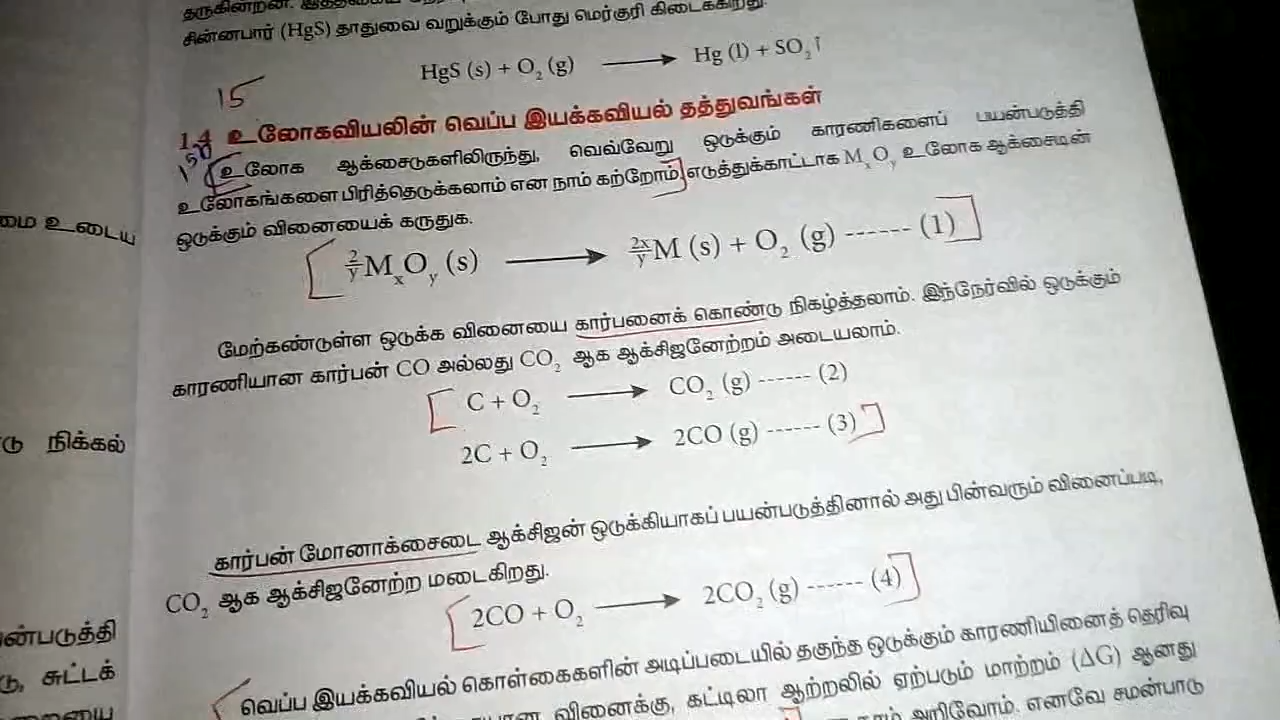 சின்னபார் (HgS) தாதுவை வறுக்கும் போது மெர்குரி கிடைக்கிறது.
HgS (s) + O₂ (g) ⟶ Hg (l) + SO₂ ↑
15
1.4 உலோகவியலின் வெப்ப இயக்கவியல் தத்துவங்கள்
உலோக ஆக்சைடுகளிலிருந்து, வெவ்வேறு ஒடுக்கும் காரணிகளைப் பயன்படுத்தி
உலோகங்களை பிரித்தெடுக்கலாம் என நாம் கற்றோம். எடுத்துக்காட்டாக MₓOᵧ உலோக ஆக்சைடின்
ஒடுக்கும் வினையைக் கருதுக.
மை உடைய
2/y MₓOᵧ (s) ⟶ 2x/y M (s) + O₂ (g) ------ (1)
மேற்கண்டுள்ள ஒடுக்க வினையை கார்பனைக் கொண்டு நிகழ்த்தலாம். இந்நேர்வில் ஒடுக்கும்
காரணியான கார்பன் CO அல்லது CO₂ ஆக ஆக்சிஜனேற்றம் அடையலாம்.
C + O₂ ⟶ CO₂ (g) ------ (2)
டு நிக்கல்
2C + O₂ ⟶ 2CO (g) ------ (3)
கார்பன் மோனாக்சைடை ஆக்சிஜன் ஒடுக்கியாகப் பயன்படுத்தினால் அது பின்வரும் வினைப்படி,
CO₂ ஆக ஆக்சிஜனேற்ற மடைகிறது.
2CO + O₂ ⟶ 2CO₂ (g) ------ (4)
ன்படுத்தி
டு, சுட்டக்
வெப்ப இயக்கவியல் கொள்கைகளின் அடிப்படையில் தகுந்த ஒடுக்கும் காரணியினைத் தெரிவு
வினைக்கு, கட்டிலா ஆற்றலில் ஏற்படும் மாற்றம் (ΔG) ஆனது
அறிவோம். எனவே சமன்பாடு